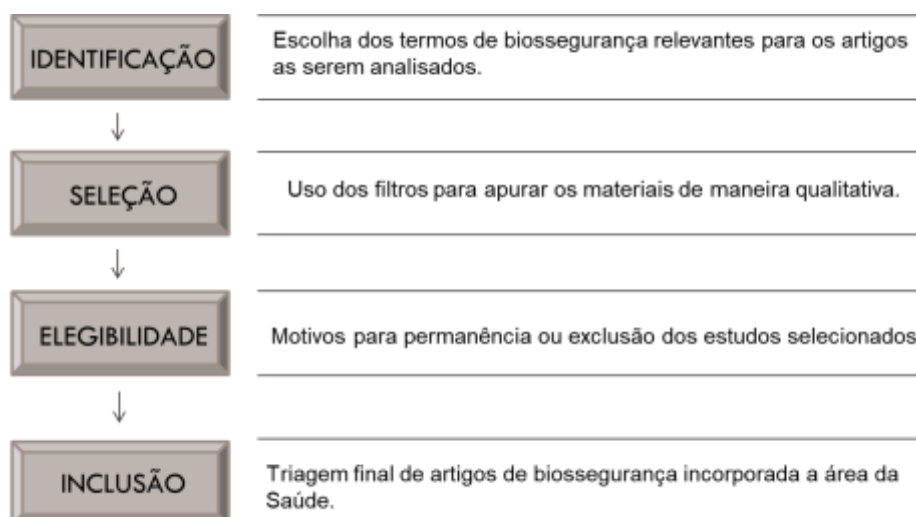 IDENTIFICAÇÃO
Escolha dos termos de biossegurança relevantes para os artigos
as serem analisados.
SELEÇÃO
Uso dos filtros para apurar os materiais de maneira qualitativa.
ELEGIBILIDADE
Motivos para permanência ou exclusão dos estudos selecionados
INCLUSÃO
Triagem final de artigos de biossegurança incorporada a área da
Saúde.